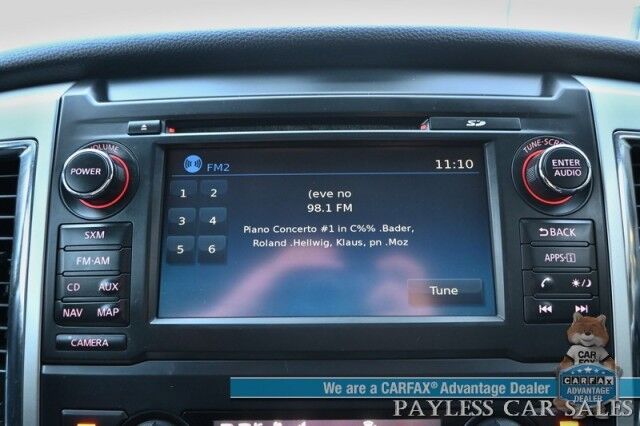 VOLUME
POWER
SXM
FM·AM
CD AUX
NAV MAP
CAMERA
FM2
11:10
1 2
3 4
5 6
(eve no
98.1 FM
Piano Concerto #1 in C%% .Bader,
Roland .Hellwig, Klaus, pn .Moz
Tune
SD
TUNE·SCROLL
ENTER
AUDIO
BACK
APPS·i
CAR
FOX
CARFAX
ADVANTAGE
DEALER
We are a CARFAX® Advantage Dealer
PAYLESS CAR SALES